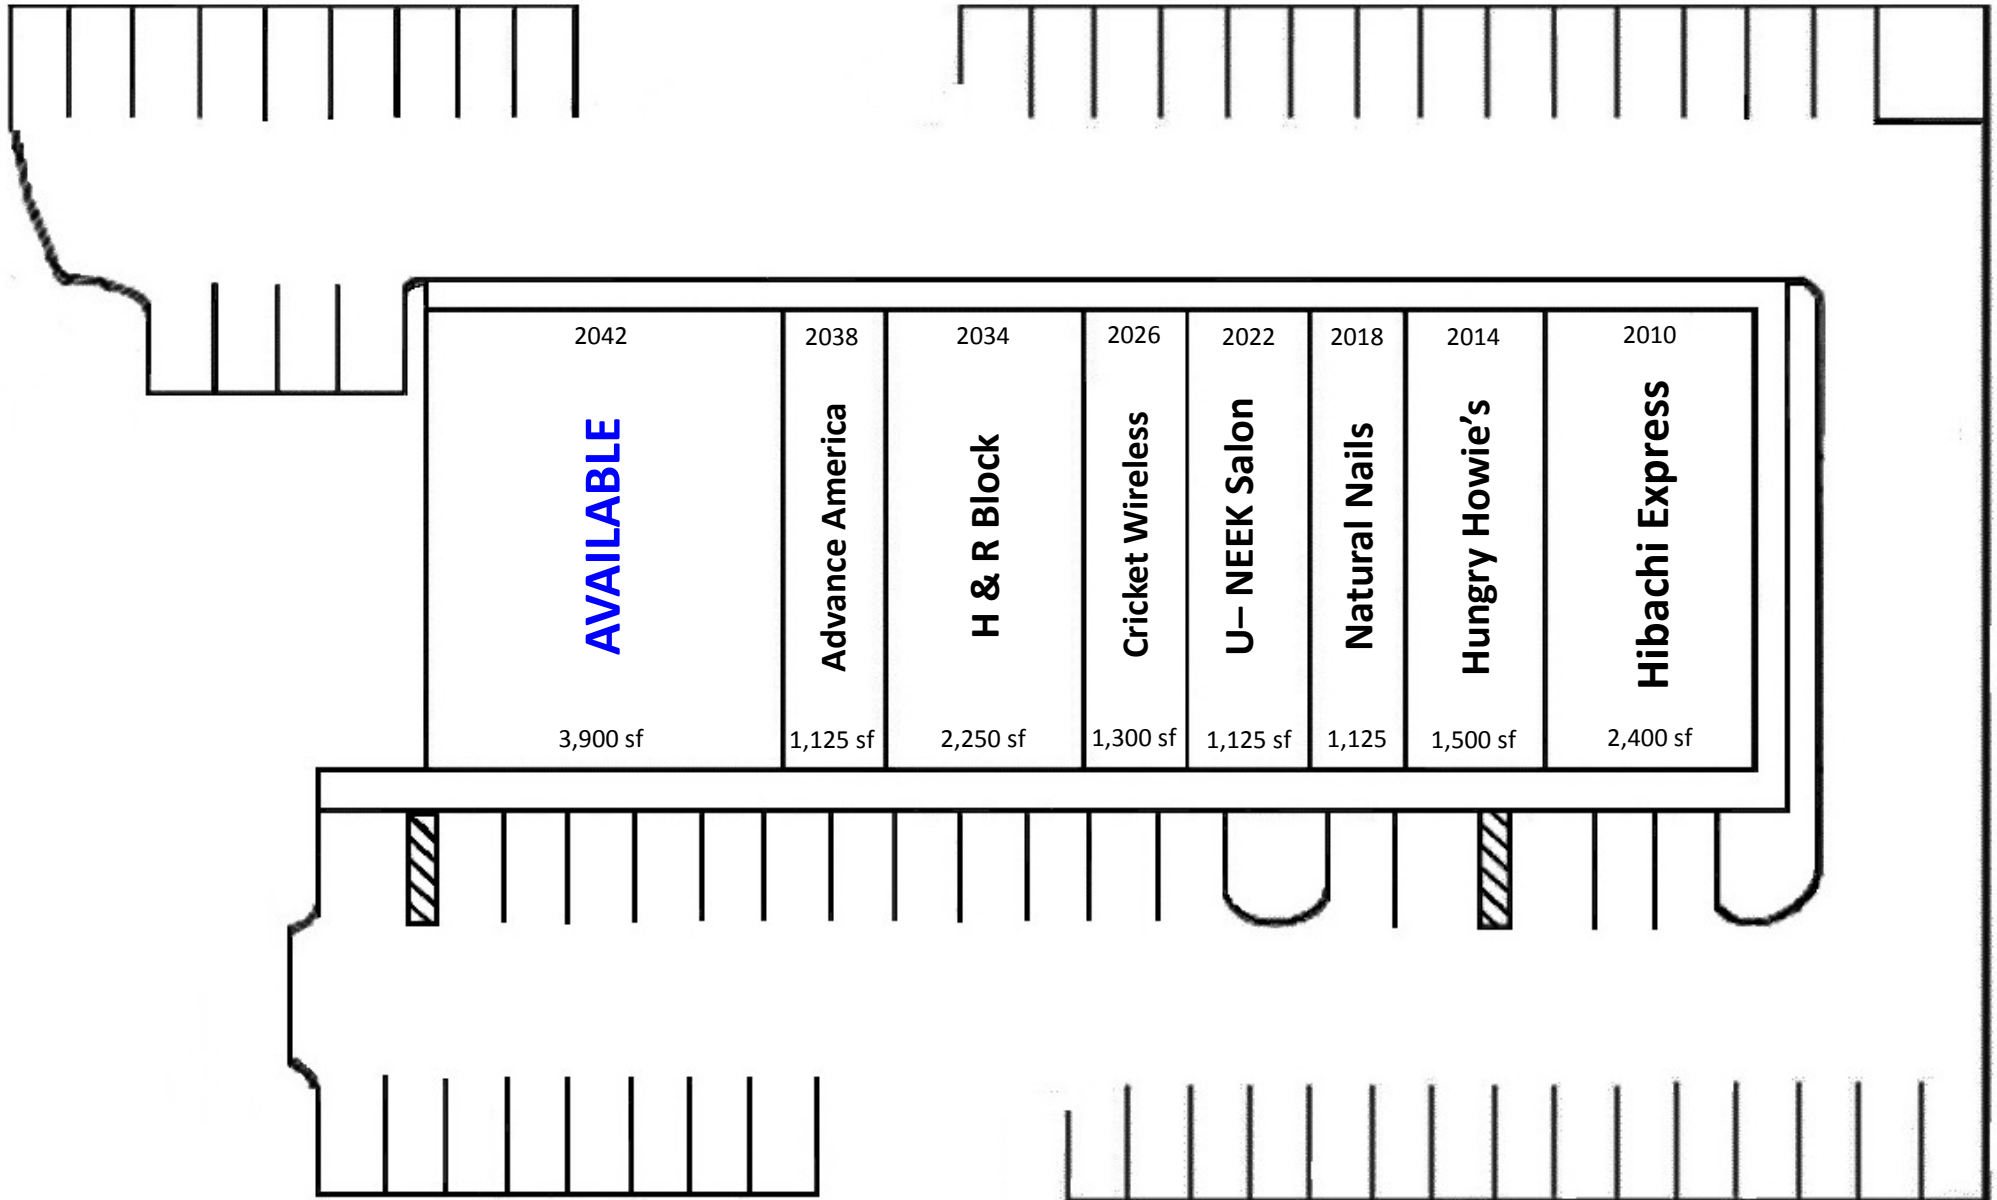 2042
AVAILABLE
3,900 sf
2038
Advance America
1,125 sf
2034
H & R Block
2,250 sf
2026
Cricket Wireless
1,300 sf
2022
U– NEEK Salon
1,125 sf
2018
Natural Nails
1,125
2014
Hungry Howie’s
1,500 sf
2010
Hibachi Express
2,400 sf